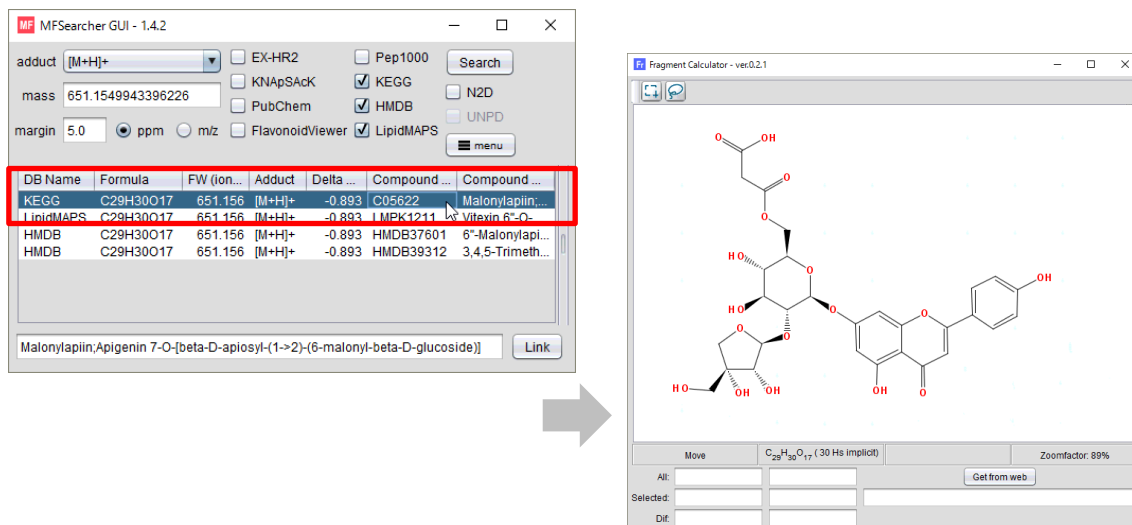 MF MFSearcher GUI - 1.4.2
adduct [M+H]+ EX-HR2 Pep1000 Search
KNApSAcK KEGG
mass 651.1549943396226 N2D
PubChem HMDB
UNPD
margin 5.0 ppm m/z FlavonoidViewer LipidMAPS
menu
DB Name Formula FW (ion... Adduct Delta ... Compound ... Compound ...
KEGG C29H30O17 651.156 [M+H]+ -0.893 C05622 Malonylapiin;...
LipidMAPS C29H30O17 651.156 [M+H]+ -0.893 LMPK1211 Vitexin 6"-O-
HMDB C29H30O17 651.156 [M+H]+ -0.893 HMDB37601 6"-Malonylapi...
HMDB C29H30O17 651.156 [M+H]+ -0.893 HMDB39312 3,4,5-Trimeth...
Malonylapiin;Apigenin 7-O-[beta-D-apiosyl-(1->2)-(6-malonyl-beta-D-glucoside)] Link
Fr Fragment Calculator - ver.0.2.1
O OH
O
O
HO O OH
HO O O
O O
HO OH OH OH O
Move C29H30O17 ( 30 Hs implicit) Zoomfactor: 89%
All: Get from web
Selected:
Dif: